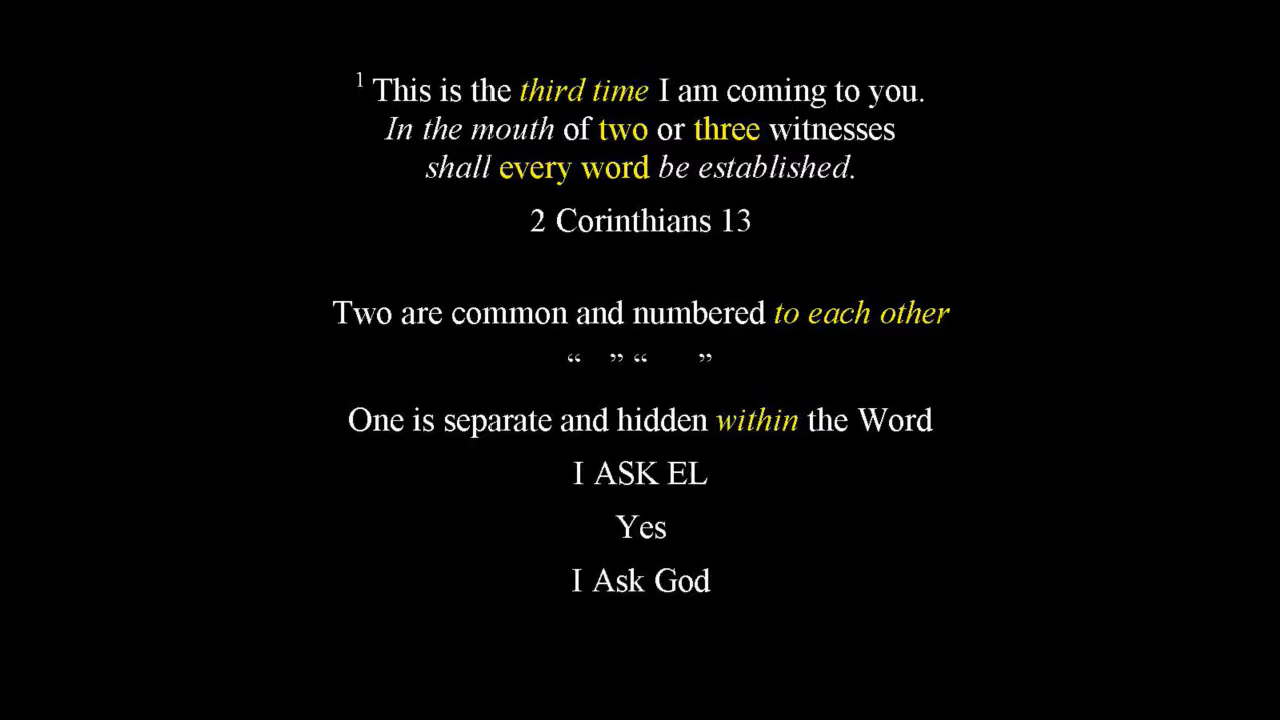 1 This is the third time I am coming to you.
In the mouth of two or three witnesses
shall every word be established.
2 Corinthians 13
Two are common and numbered to each other
“ ” “ ”
One is separate and hidden within the Word
I ASK EL
Yes
I Ask God